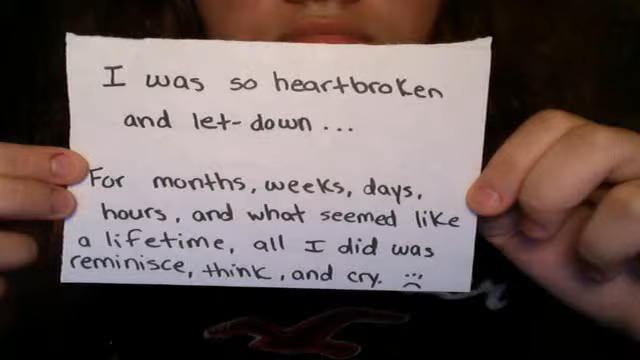 I was so heartbroken
and let-down...
For months, weeks, days,
hours, and what seemed like
a lifetime, all I did was
reminisce, think, and cry. :(